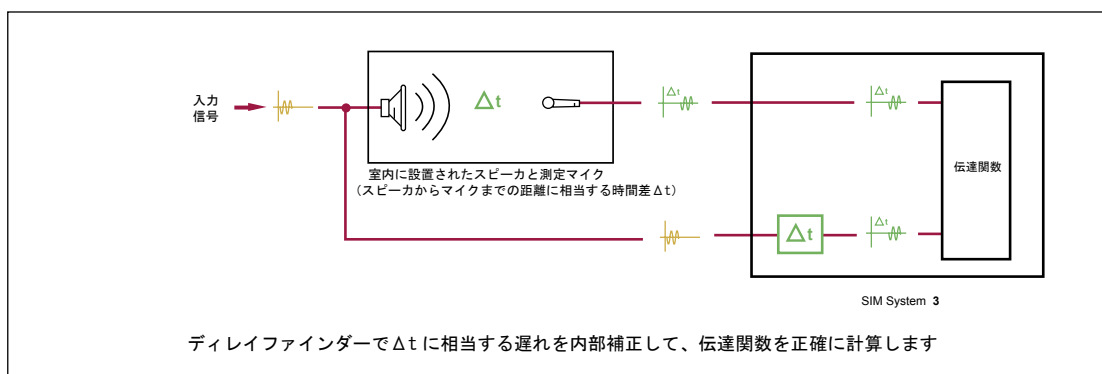 入力
信号
Δt
Δt
Δt
伝達関数
室内に設置されたスピーカと測定マイク
（スピーカからマイクまでの距離に相当する時間差Δt）
Δt
Δt
SIM System 3
ディレイファインダーでΔtに相当する遅れを内部補正して、伝達関数を正確に計算します